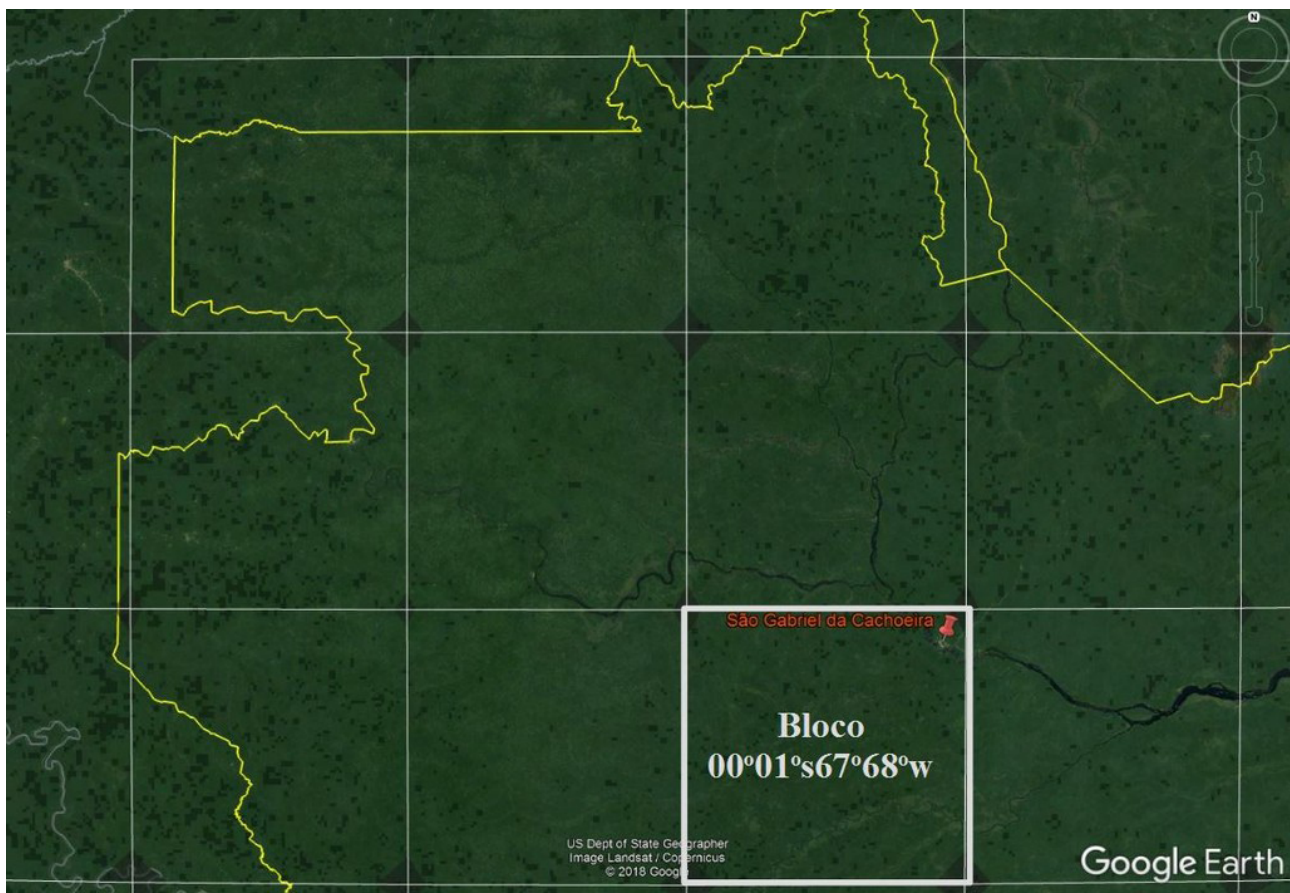 N
São Gabriel da Cachoeira
Bloco
00º01ºs67º68ºw
US Dept of State Geographer
Image Landsat / Copernicus
© 2018 Google
Google Earth